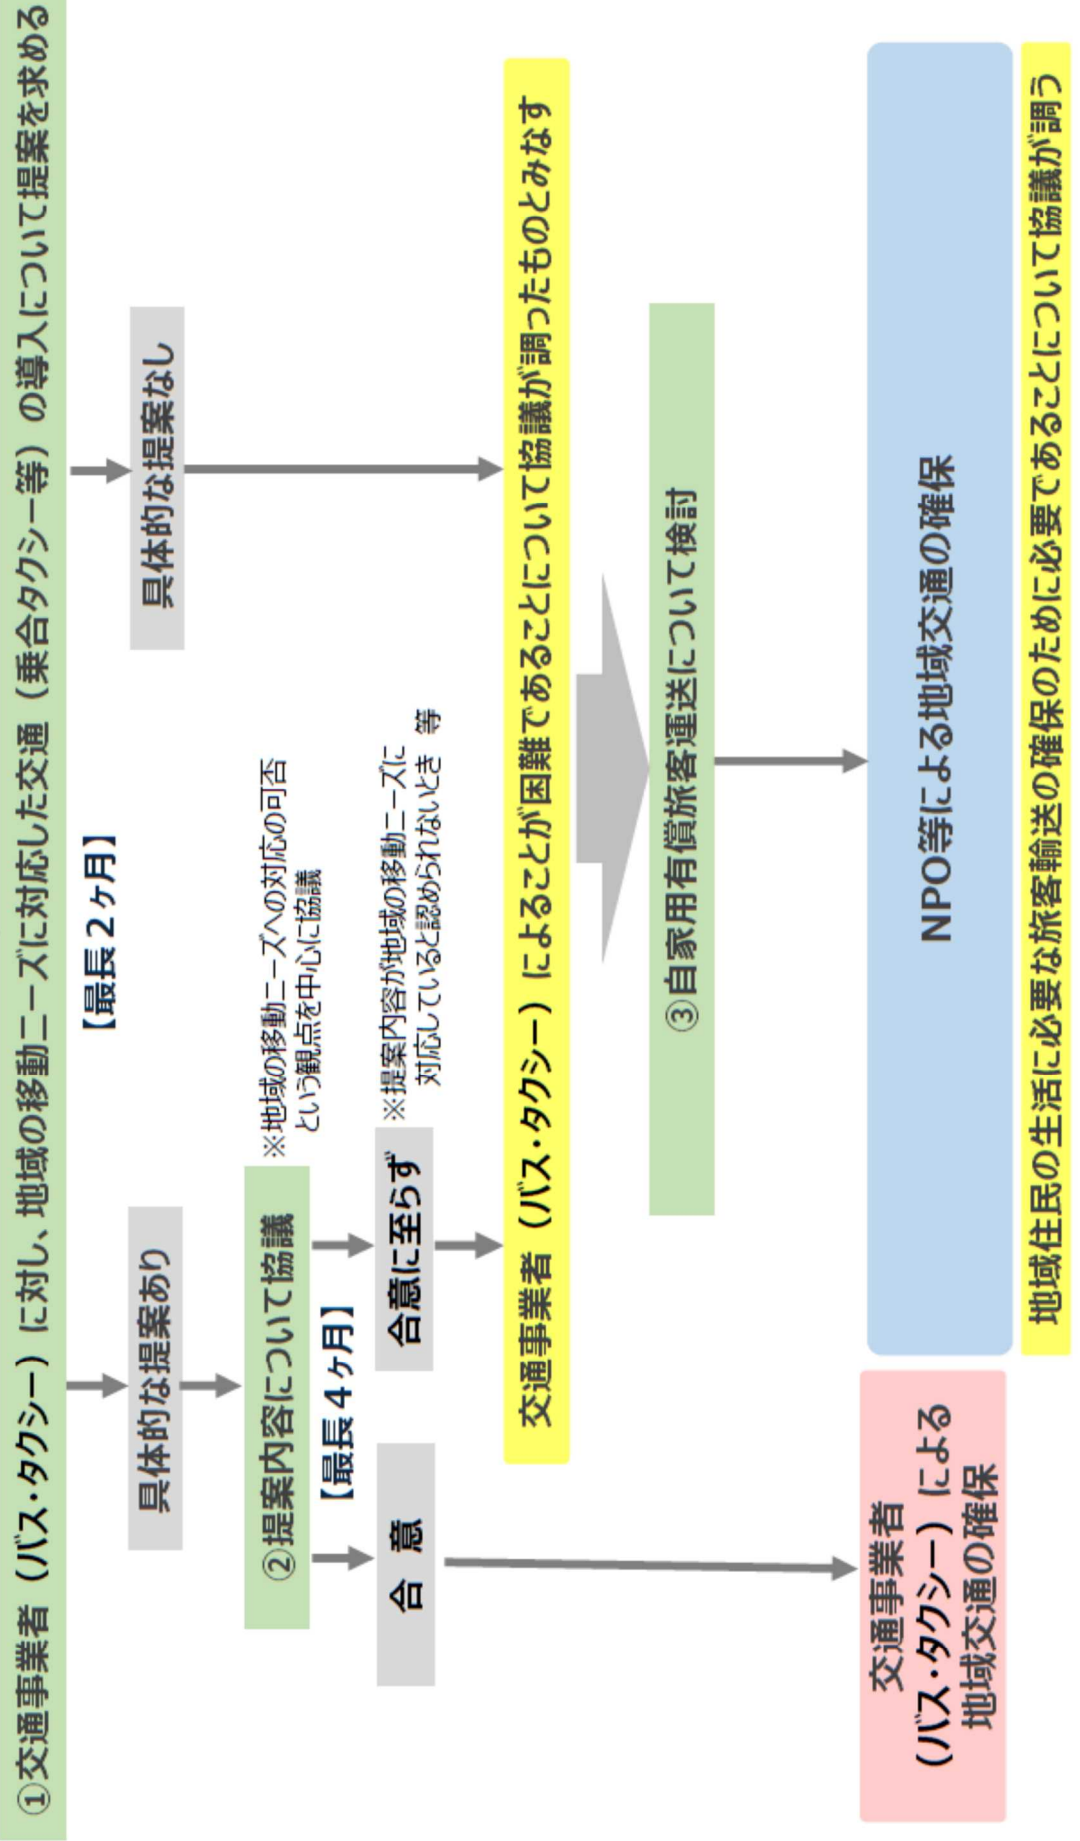 ①交通事業者（バス・タクシー）に対し、地域の移動ニーズに対応した交通（乗合タクシー等）の導入について提案を求める
【最長２ヶ月】
具体的な提案あり
具体的な提案なし
②提案内容について協議
※地域の移動ニーズへの対応の可否
という観点を中心に協議
【最長４ヶ月】
合　意
合意に至らず
※提案内容が地域の移動ニーズに
対応していると認められないとき　等
交通事業者（バス・タクシー）によることが困難であることについて協議が調ったものとみなす
③自家用有償旅客運送について検討
交通事業者
（バス・タクシー）による
地域交通の確保
NPO等による地域交通の確保
地域住民の生活に必要な旅客輸送の確保のために必要であることについて協議が調う